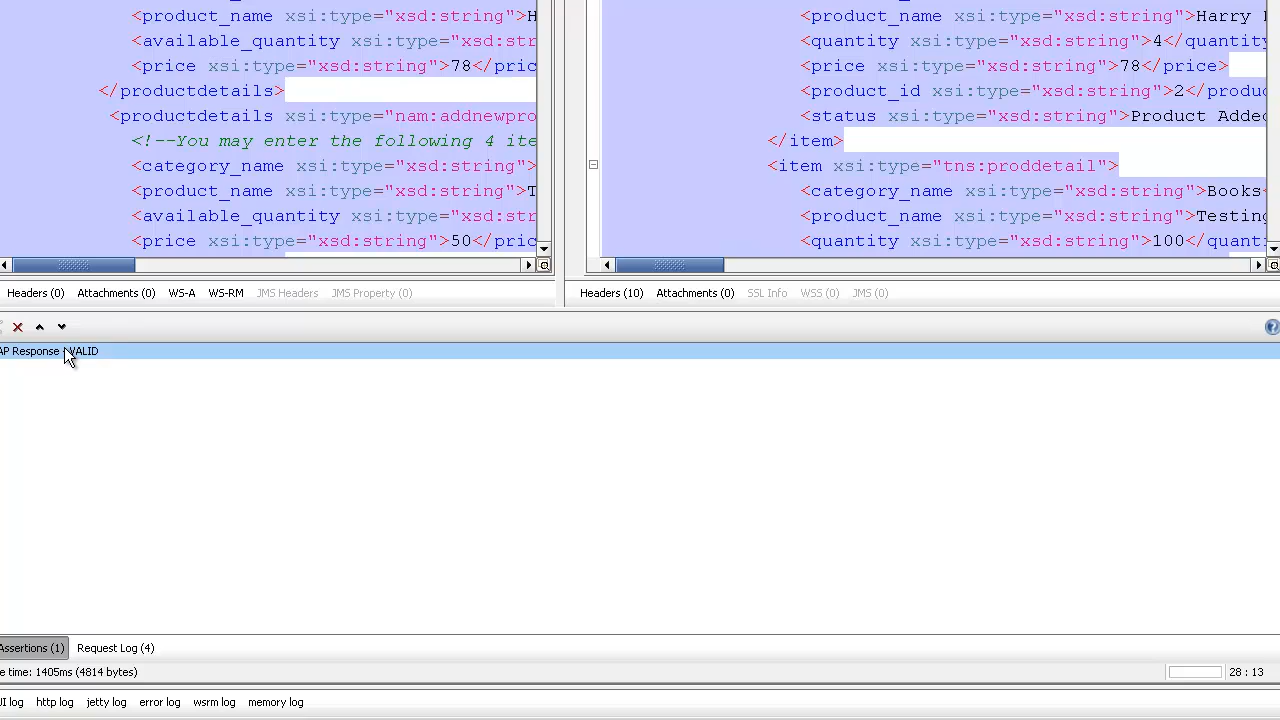 <product_name xsi:type="xsd:string">H
<available_quantity xsi:type="xsd:str
<price xsi:type="xsd:string">78</pric
</productdetails>
<productdetails xsi:type="nam:addnewpro
<!--You may enter the following 4 ite
<category_name xsi:type="xsd:string">
<product_name xsi:type="xsd:string">T
<available_quantity xsi:type="xsd:str
<price xsi:type="xsd:string">50</pric
<product_name xsi:type="xsd:string">Harry
<quantity xsi:type="xsd:string">4</quantity
<price xsi:type="xsd:string">78</price>
<product_id xsi:type="xsd:string">2</produc
<status xsi:type="xsd:string">Product Added
</item>
<item xsi:type="tns:proddetail">
<category_name xsi:type="xsd:string">Books<
<product_name xsi:type="xsd:string">Testing
<quantity xsi:type="xsd:string">100</quanti
Headers (0) Attachments (0) WS-A WS-RM JMS Headers JMS Property (0)
Headers (10) Attachments (0) SSL Info WSS (0) JMS (0)
AP Response VALID
Assertions (1) Request Log (4)
e time: 1405ms (4814 bytes)
28 : 13
UI log http log jetty log error log wsrm log memory log